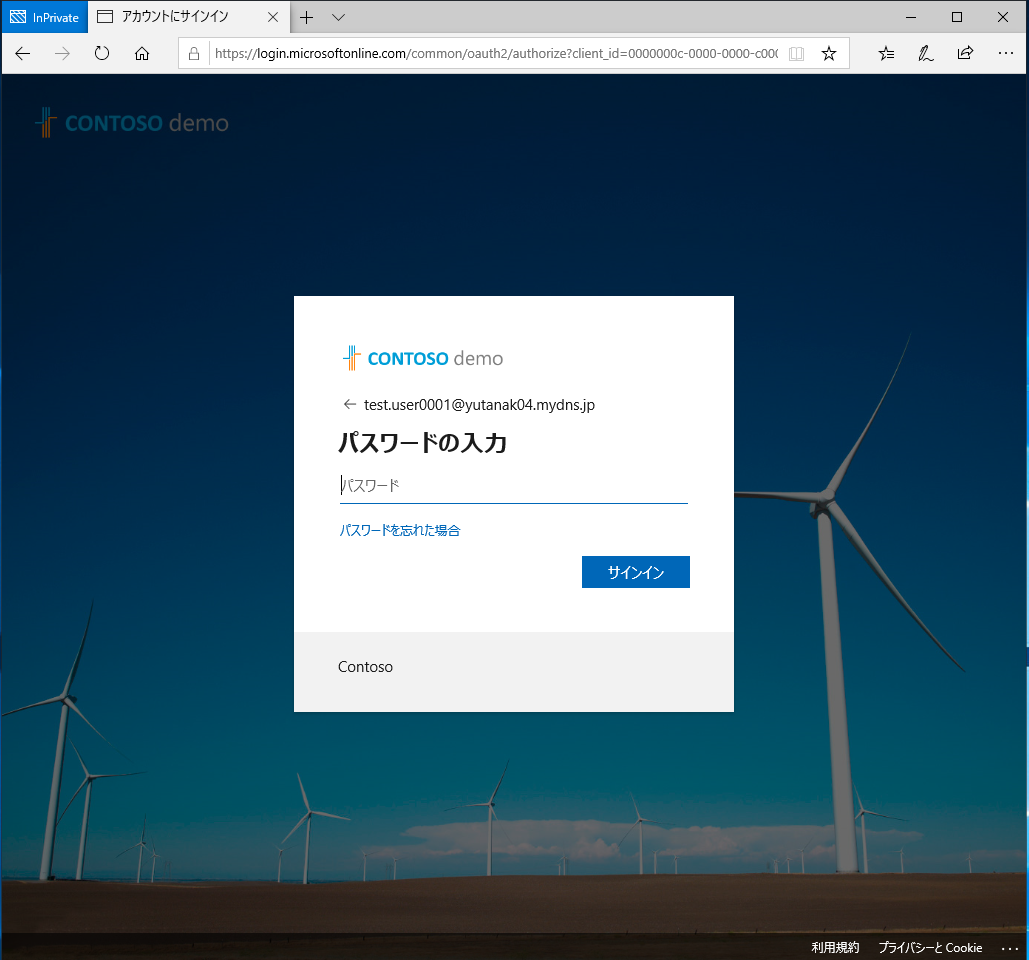 InPrivate
アカウントにサインイン
https://login.microsoftonline.com/common/oauth2/authorize?client_id=0000000c-0000-0000-c00
CONTOSO demo
CONTOSO demo
test.user0001@yutanak04.mydns.jp
パスワードの入力
パスワード
パスワードを忘れた場合
サインイン
Contoso
利用規約 プライバシーと Cookie ...